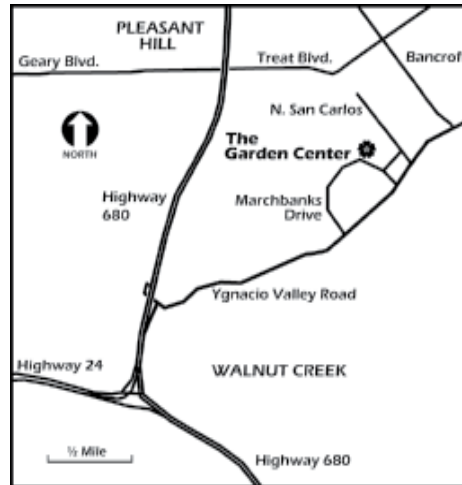 PLEASANT
HILL
Geary Blvd.
Treat Blvd.
Bancrof
N. San Carlos
NORTH
The
Garden Center
Highway
680
Marchbanks
Drive
Ygnacio Valley Road
Highway 24
WALNUT CREEK
½ Mile
Highway 680